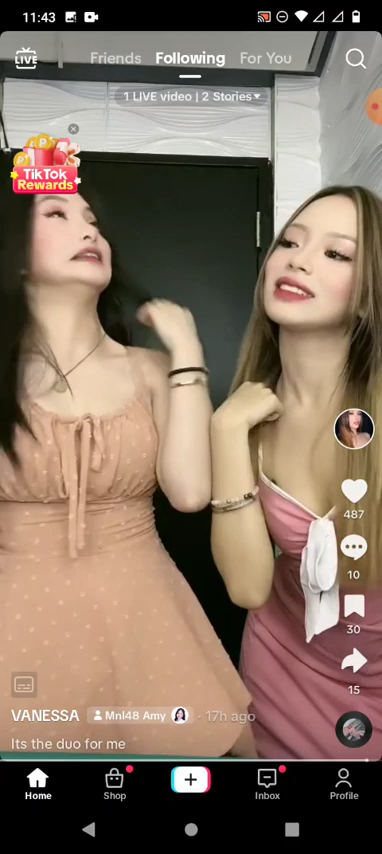 11:43
LIVE
Friends
Following
For You
1 LIVE video | 2 Stories
TikTok
Rewards
487
10
30
15
VANESSA
Mnl48 Amy
· 17h ago
Its the duo for me
Home
Shop
Inbox
Profile